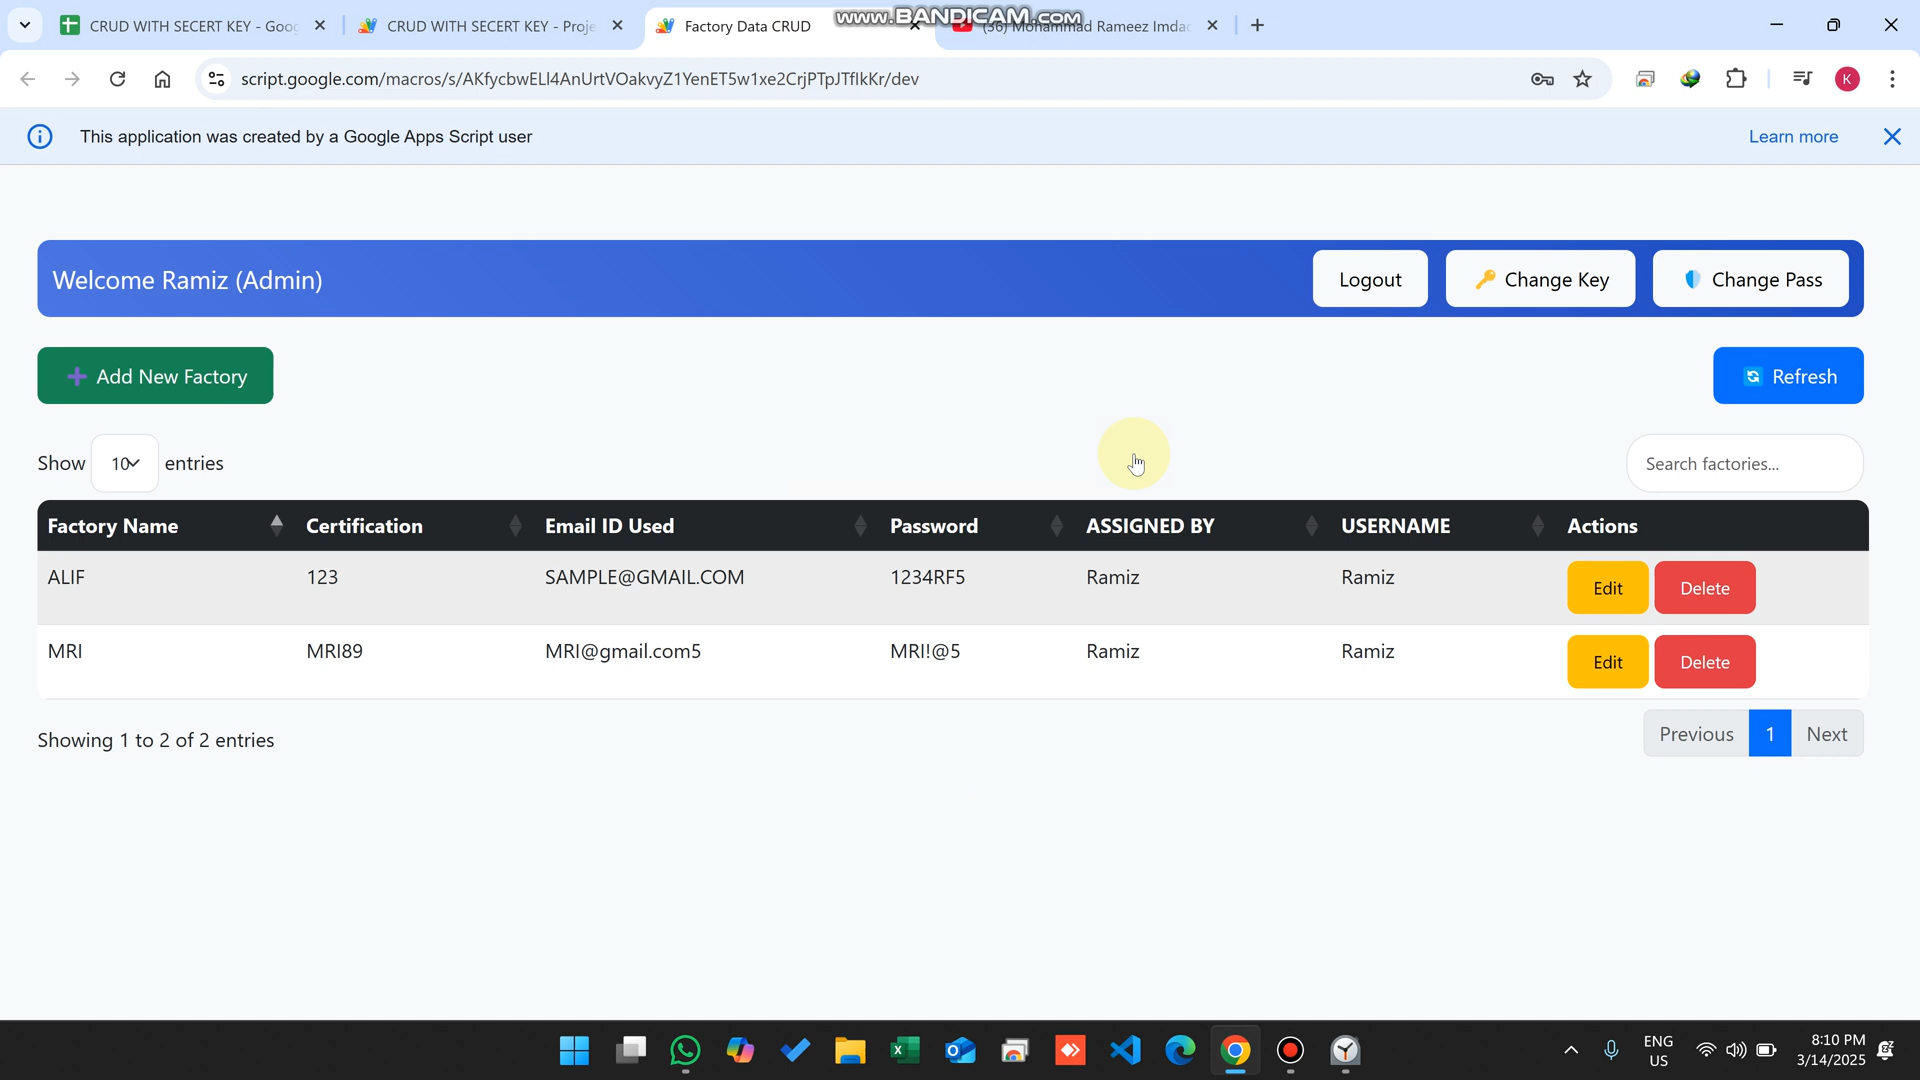 CRUD WITH SECERT KEY - Goog
CRUD WITH SECERT KEY - Proje
Factory Data CRUD
(36) Mohammad Rameez Imdad
www.BANDICAM.com
script.google.com/macros/s/AKfycbwELl4AnUrtVOakvyZ1YenET5w1xe2CrjPTpJTflkKr/dev
K
This application was created by a Google Apps Script user
Learn more
Welcome Ramiz (Admin)
Logout
Change Key
Change Pass
Add New Factory
Refresh
Show 10 entries
Search factories...
Factory Name Certification Email ID Used Password ASSIGNED BY USERNAME Actions
ALIF 123 SAMPLE@GMAIL.COM 1234RF5 Ramiz Ramiz Edit Delete
MRI MRI89 MRI@gmail.com5 MRI!@5 Ramiz Ramiz Edit Delete
Showing 1 to 2 of 2 entries
Previous 1 Next
ENG
US
8:10 PM
3/14/2025